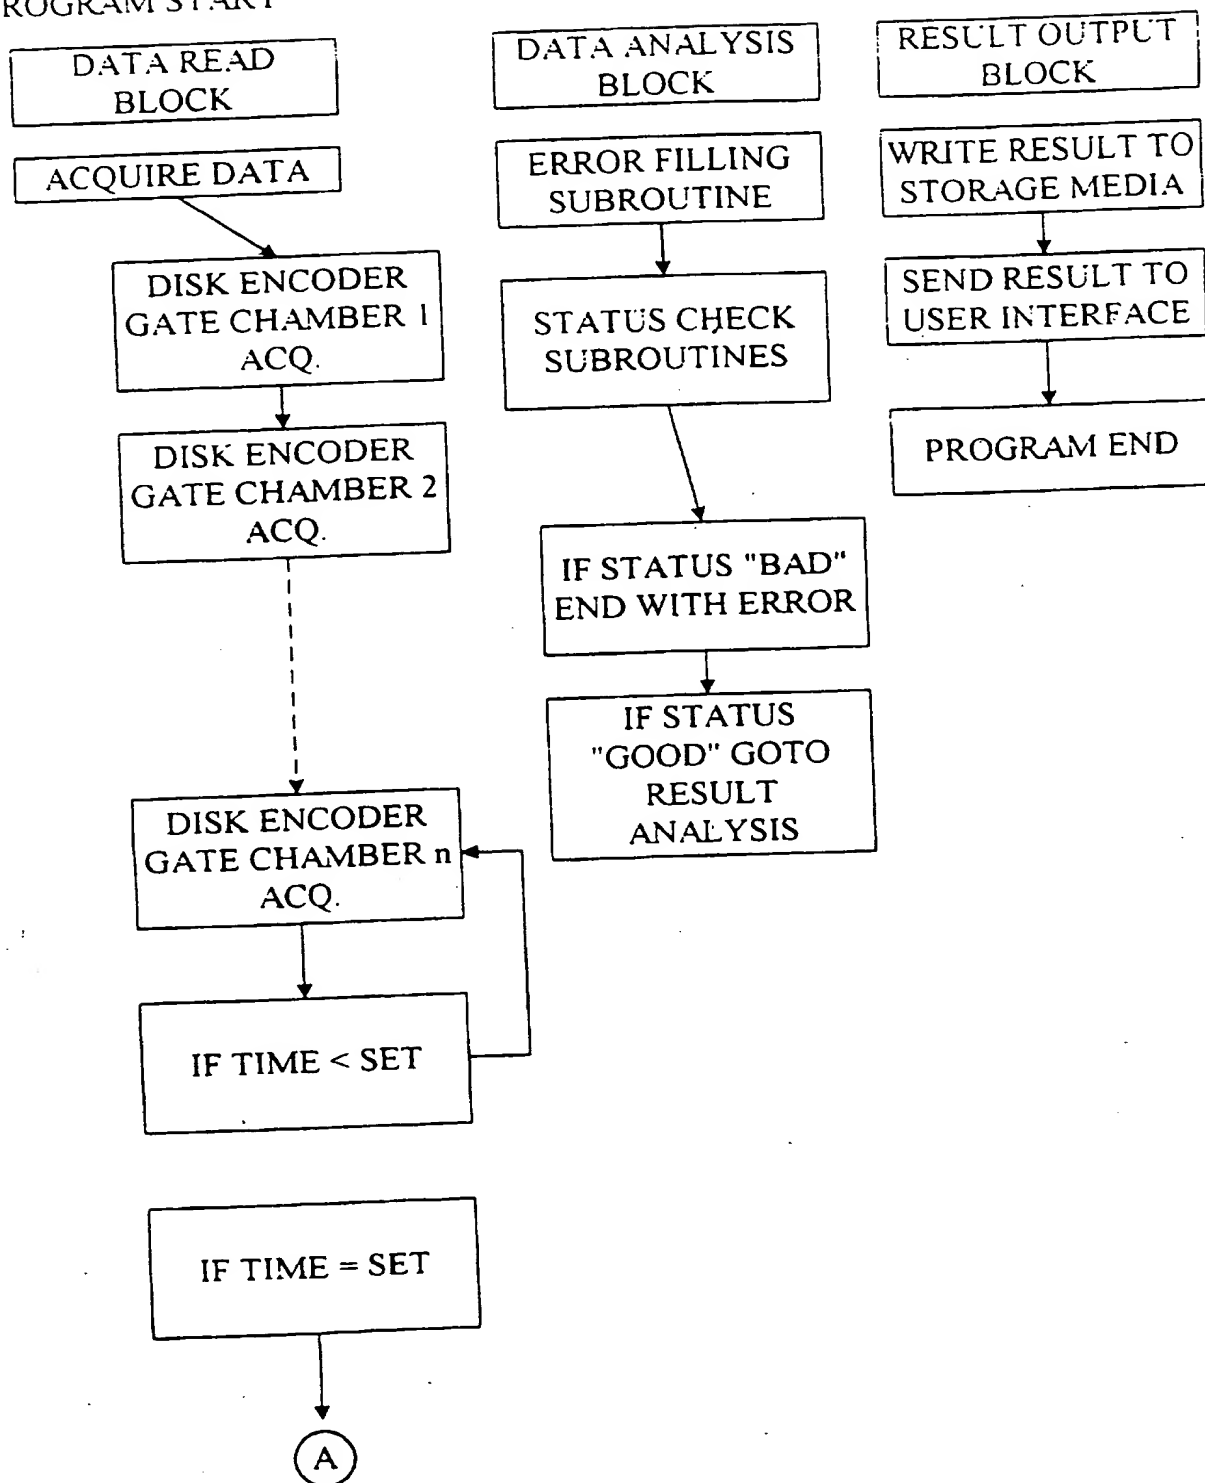 ROGRAM START
DATA READ
BLOCK
ACQUIRE DATA
DISK ENCODER
GATE CHAMBER 1
ACQ.
DISK ENCODER
GATE CHAMBER 2
ACQ.
DISK ENCODER
GATE CHAMBER n
ACQ.
IF TIME < SET
IF TIME = SET
A
DATA ANALYSIS
BLOCK
ERROR FILLING
SUBROUTINE
STATUS CHECK
SUBROUTINES
IF STATUS "BAD"
END WITH ERROR
IF STATUS
"GOOD" GOTO
RESULT
ANALYSIS
RESULT OUTPUT
BLOCK
WRITE RESULT TO
STORAGE MEDIA
SEND RESULT TO
USER INTERFACE
PROGRAM END